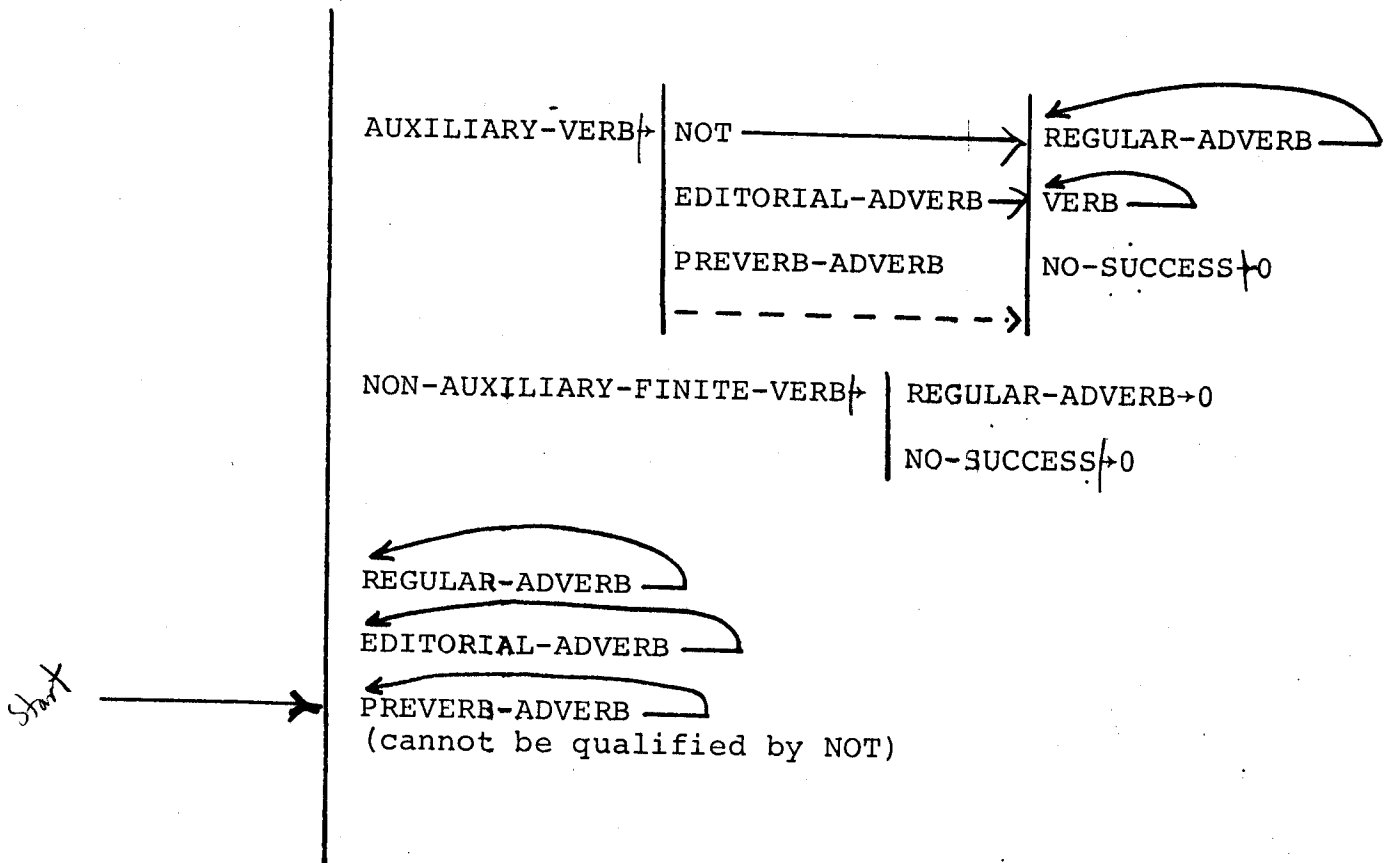 AUXILIARY-VERB NOT REGULAR-ADVERB
EDITORIAL-ADVERB VERB
PREVERB-ADVERB NO-SUCCESS→0
NON-AUXILIARY-FINITE-VERB REGULAR-ADVERB→0
NO-SUCCESS→0
REGULAR-ADVERB
EDITORIAL-ADVERB
Start PREVERB-ADVERB
(cannot be qualified by NOT)